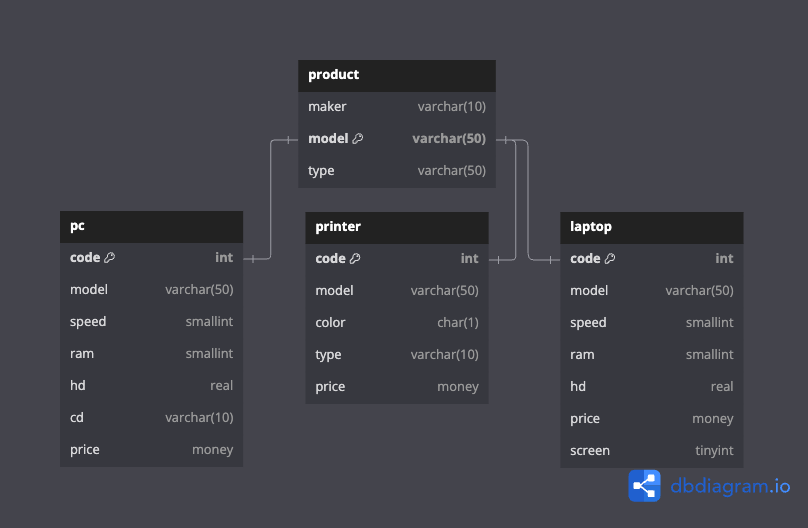 product
maker varchar(10)
model varchar(50)
type varchar(50)
pc
code int
model varchar(50)
speed smallint
ram smallint
hd real
cd varchar(10)
price money
printer
code int
model varchar(50)
color char(1)
type varchar(10)
price money
laptop
code int
model varchar(50)
speed smallint
ram smallint
hd real
price money
screen tinyint
dbdiagram.io